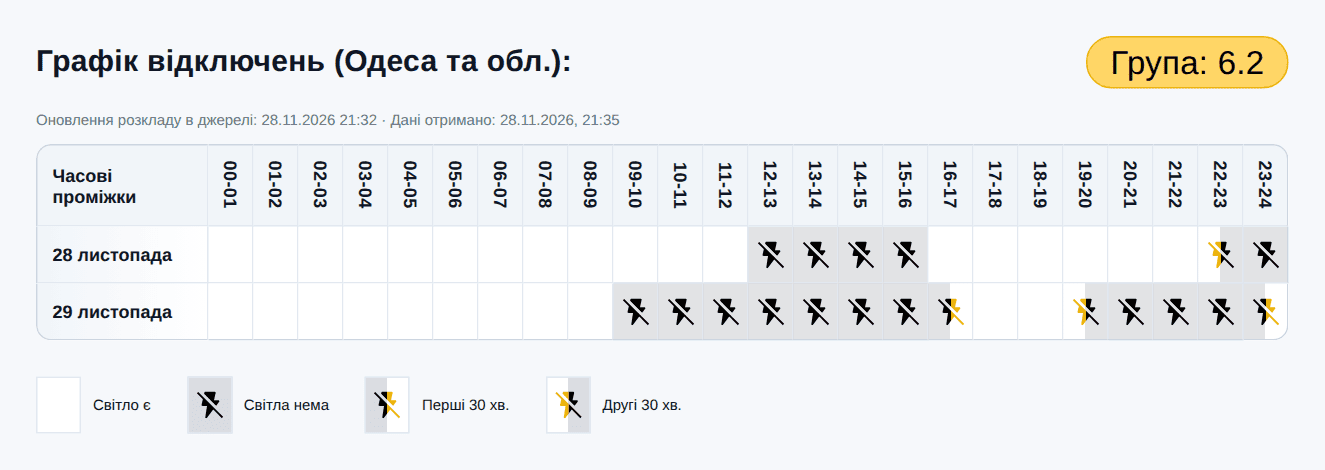 Графік відключень (Одеса та обл.):
Група: 6.2
Оновлення розкладу в джерелі: 28.11.2026 21:32 · Дані отримано: 28.11.2026, 21:35
Часові
проміжки
00-01
01-02
02-03
03-04
04-05
05-06
06-07
07-08
08-09
09-10
10-11
11-12
12-13
13-14
14-15
15-16
16-17
17-18
18-19
19-20
20-21
21-22
22-23
23-24
28 листопада
29 листопада
Світло є
Світла нема
Перші 30 хв.
Другі 30 хв.